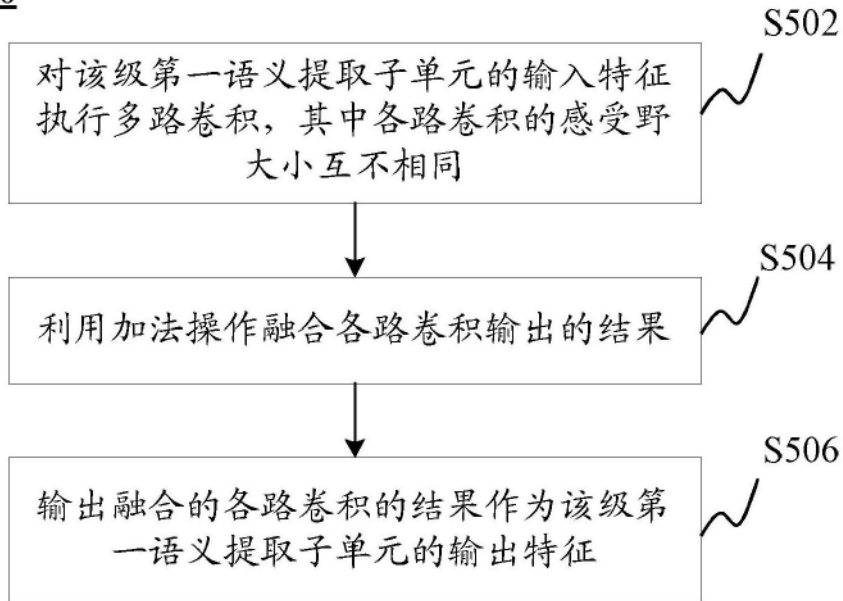 S502
对该级第一语义提取子单元的输入特征
执行多路卷积，其中各路卷积的感受野
大小互不相同
S504
利用加法操作融合各路卷积输出的结果
S506
输出融合的各路卷积的结果作为该级第
一语义提取子单元的输出特征